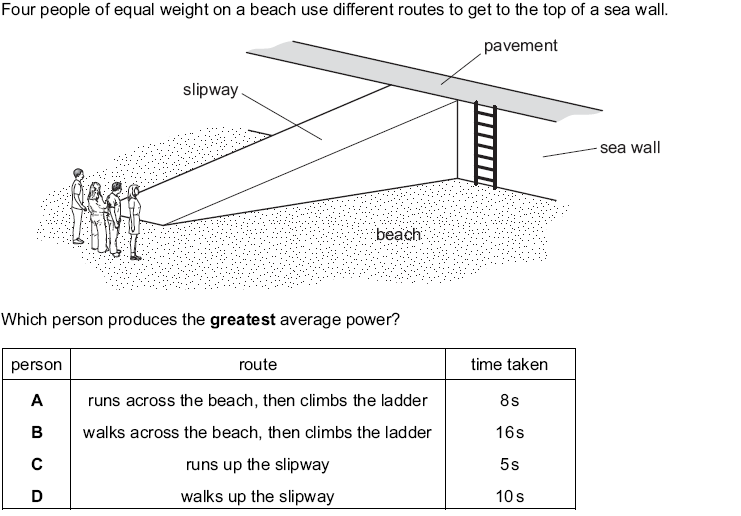 Four people of equal weight on a beach use different routes to get to the top of a sea wall.
pavement
slipway
sea wall
beach
Which person produces the greatest average power?
person route time taken
A runs across the beach, then climbs the ladder 8 s
B walks across the beach, then climbs the ladder 16 s
C runs up the slipway 5 s
D walks up the slipway 10 s